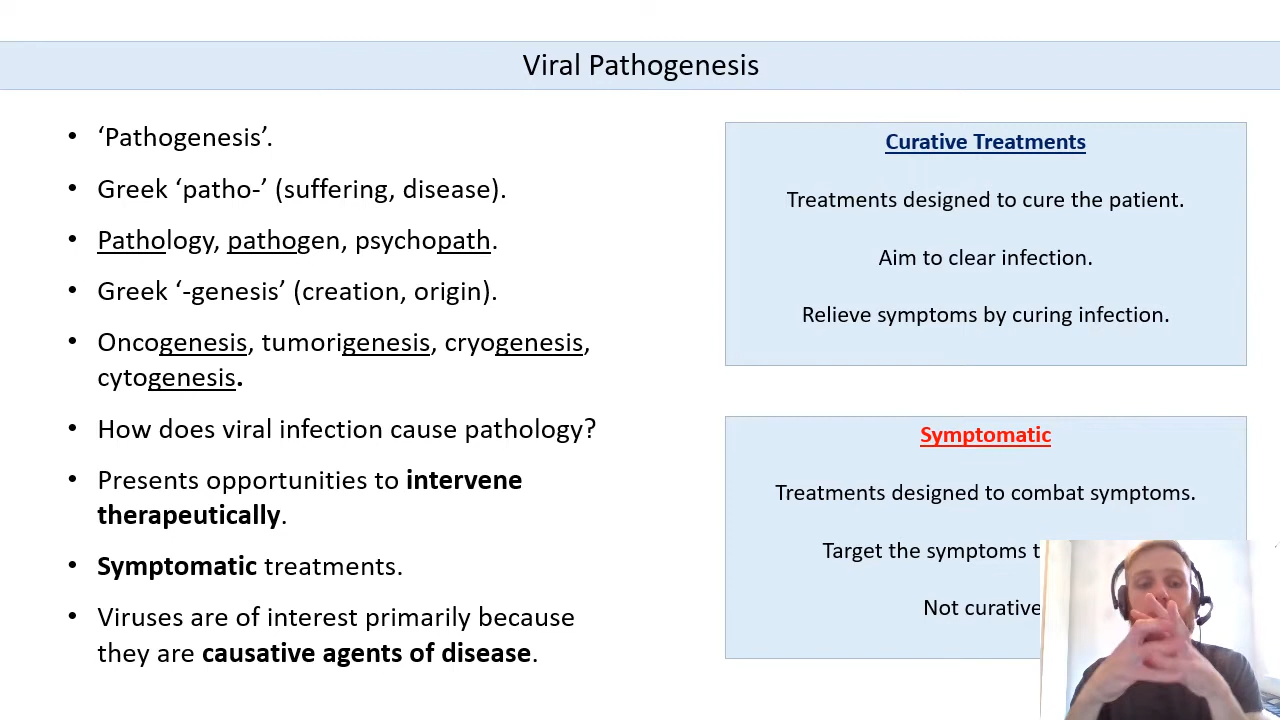 Viral Pathogenesis
• ‘Pathogenesis’.
• Greek ‘patho-’ (suffering, disease).
• Pathology, pathogen, psychopath.
• Greek ‘-genesis’ (creation, origin).
• Oncogenesis, tumorigenesis, cryogenesis,
cytogenesis.
• How does viral infection cause pathology?
• Presents opportunities to intervene
therapeutically.
• Symptomatic treatments.
• Viruses are of interest primarily because
they are causative agents of disease.
Curative Treatments
Treatments designed to cure the patient.
Aim to clear infection.
Relieve symptoms by curing infection.
Symptomatic
Treatments designed to combat symptoms.
Target the symptoms
Not curative